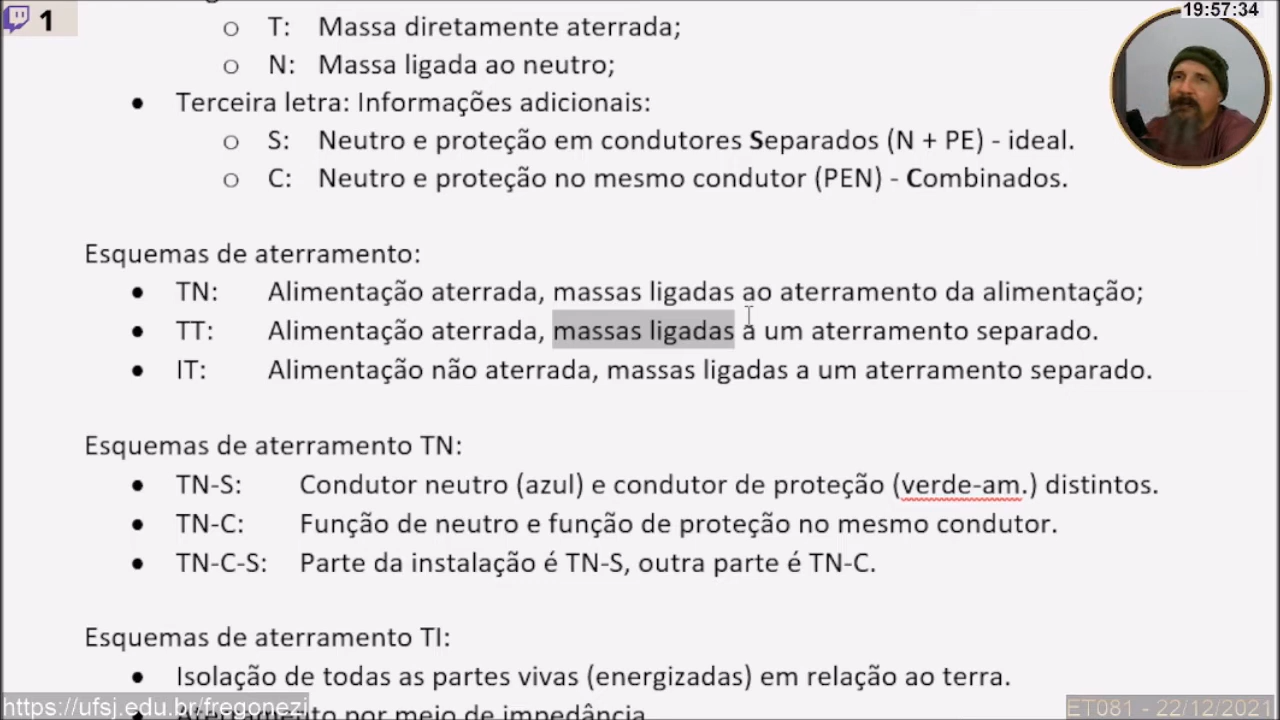 1
19:57:34
o T: Massa diretamente aterrada;
o N: Massa ligada ao neutro;
• Terceira letra: Informações adicionais:
o S: Neutro e proteção em condutores Separados (N + PE) - ideal.
o C: Neutro e proteção no mesmo condutor (PEN) - Combinados.
Esquemas de aterramento:
• TN: Alimentação aterrada, massas ligadas ao aterramento da alimentação;
• TT: Alimentação aterrada, massas ligadas a um aterramento separado.
• IT: Alimentação não aterrada, massas ligadas a um aterramento separado.
Esquemas de aterramento TN:
• TN-S: Condutor neutro (azul) e condutor de proteção (verde-am.) distintos.
• TN-C: Função de neutro e função de proteção no mesmo condutor.
• TN-C-S: Parte da instalação é TN-S, outra parte é TN-C.
Esquemas de aterramento TI:
• Isolação de todas as partes vivas (energizadas) em relação ao terra.
• Aterramento por meio de impedância
https://ufsj.edu.br/fregonezi
ET081 - 22/12/2021